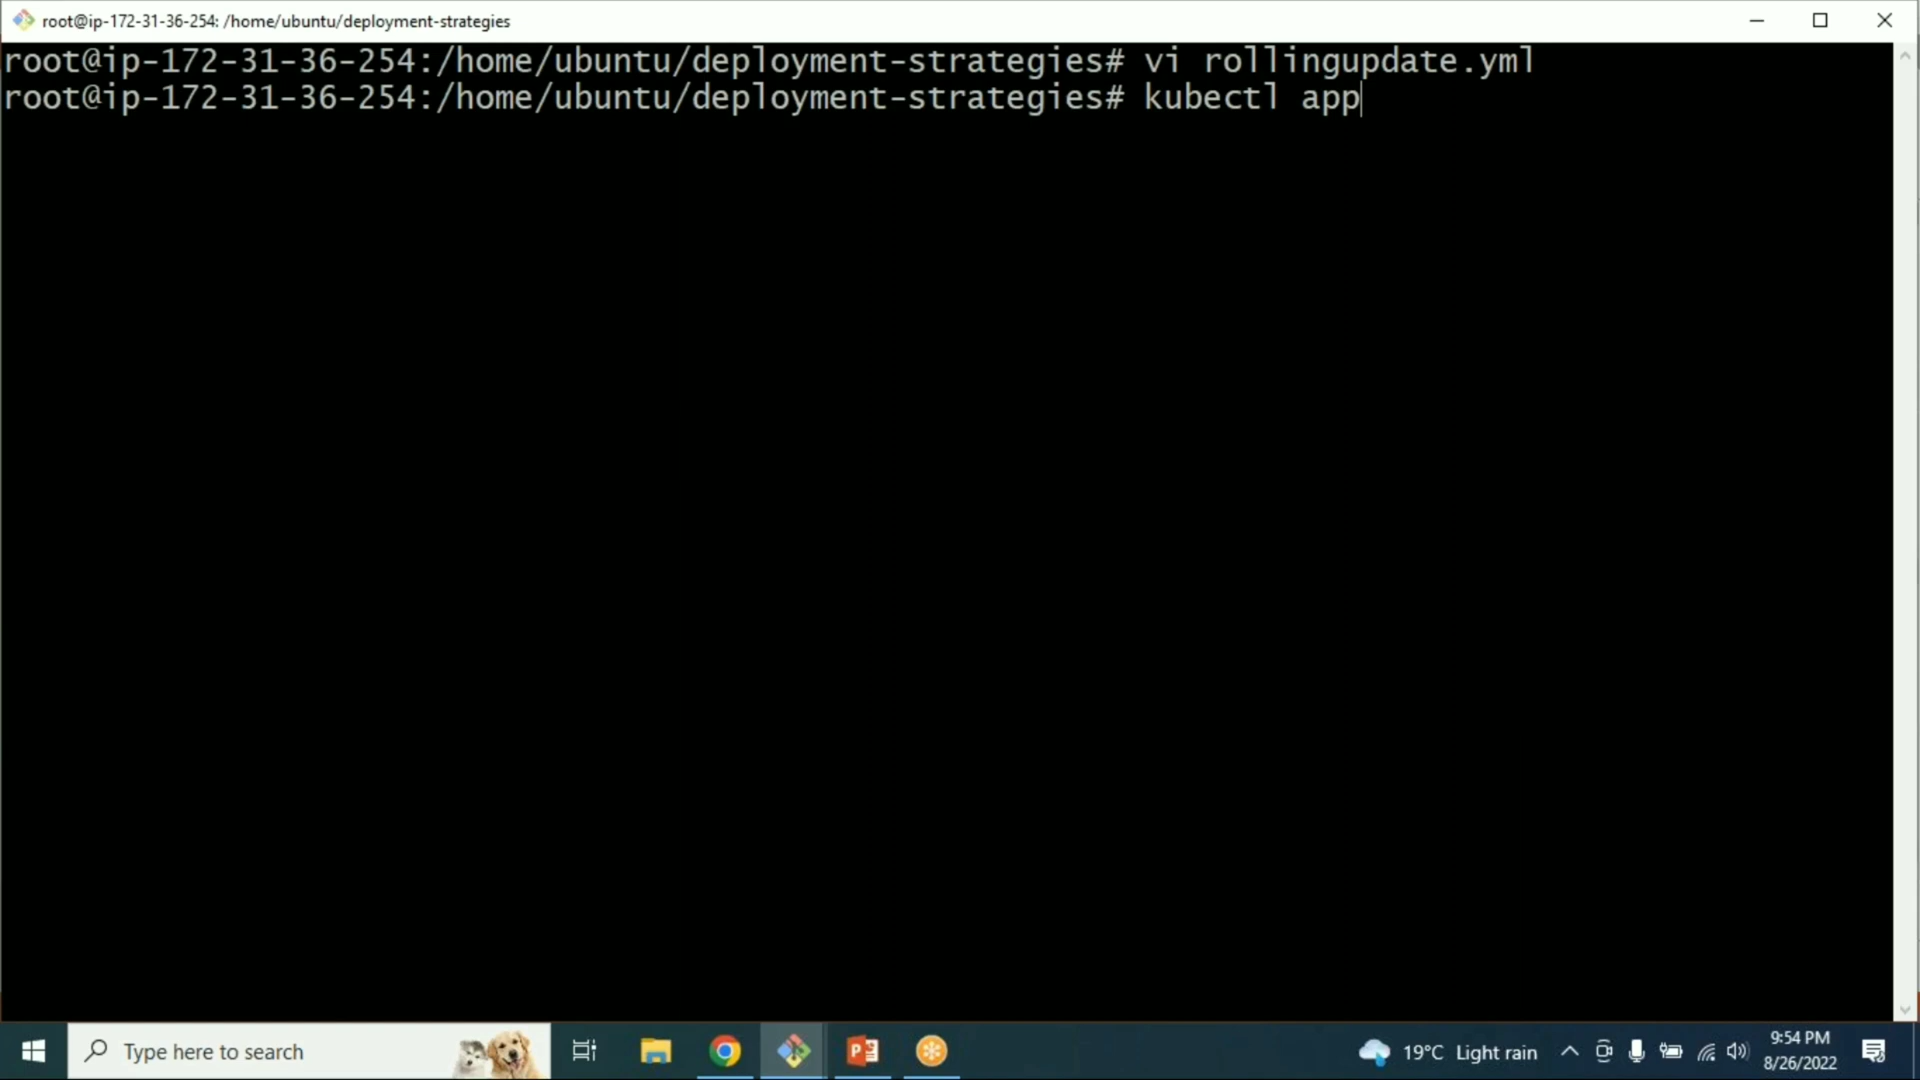 root@ip-172-31-36-254: /home/ubuntu/deployment-strategies
root@ip-172-31-36-254:/home/ubuntu/deployment-strategies# vi rollingupdate.yml
root@ip-172-31-36-254:/home/ubuntu/deployment-strategies# kubectl app
Type here to search
19°C Light rain
9:54 PM
8/26/2022